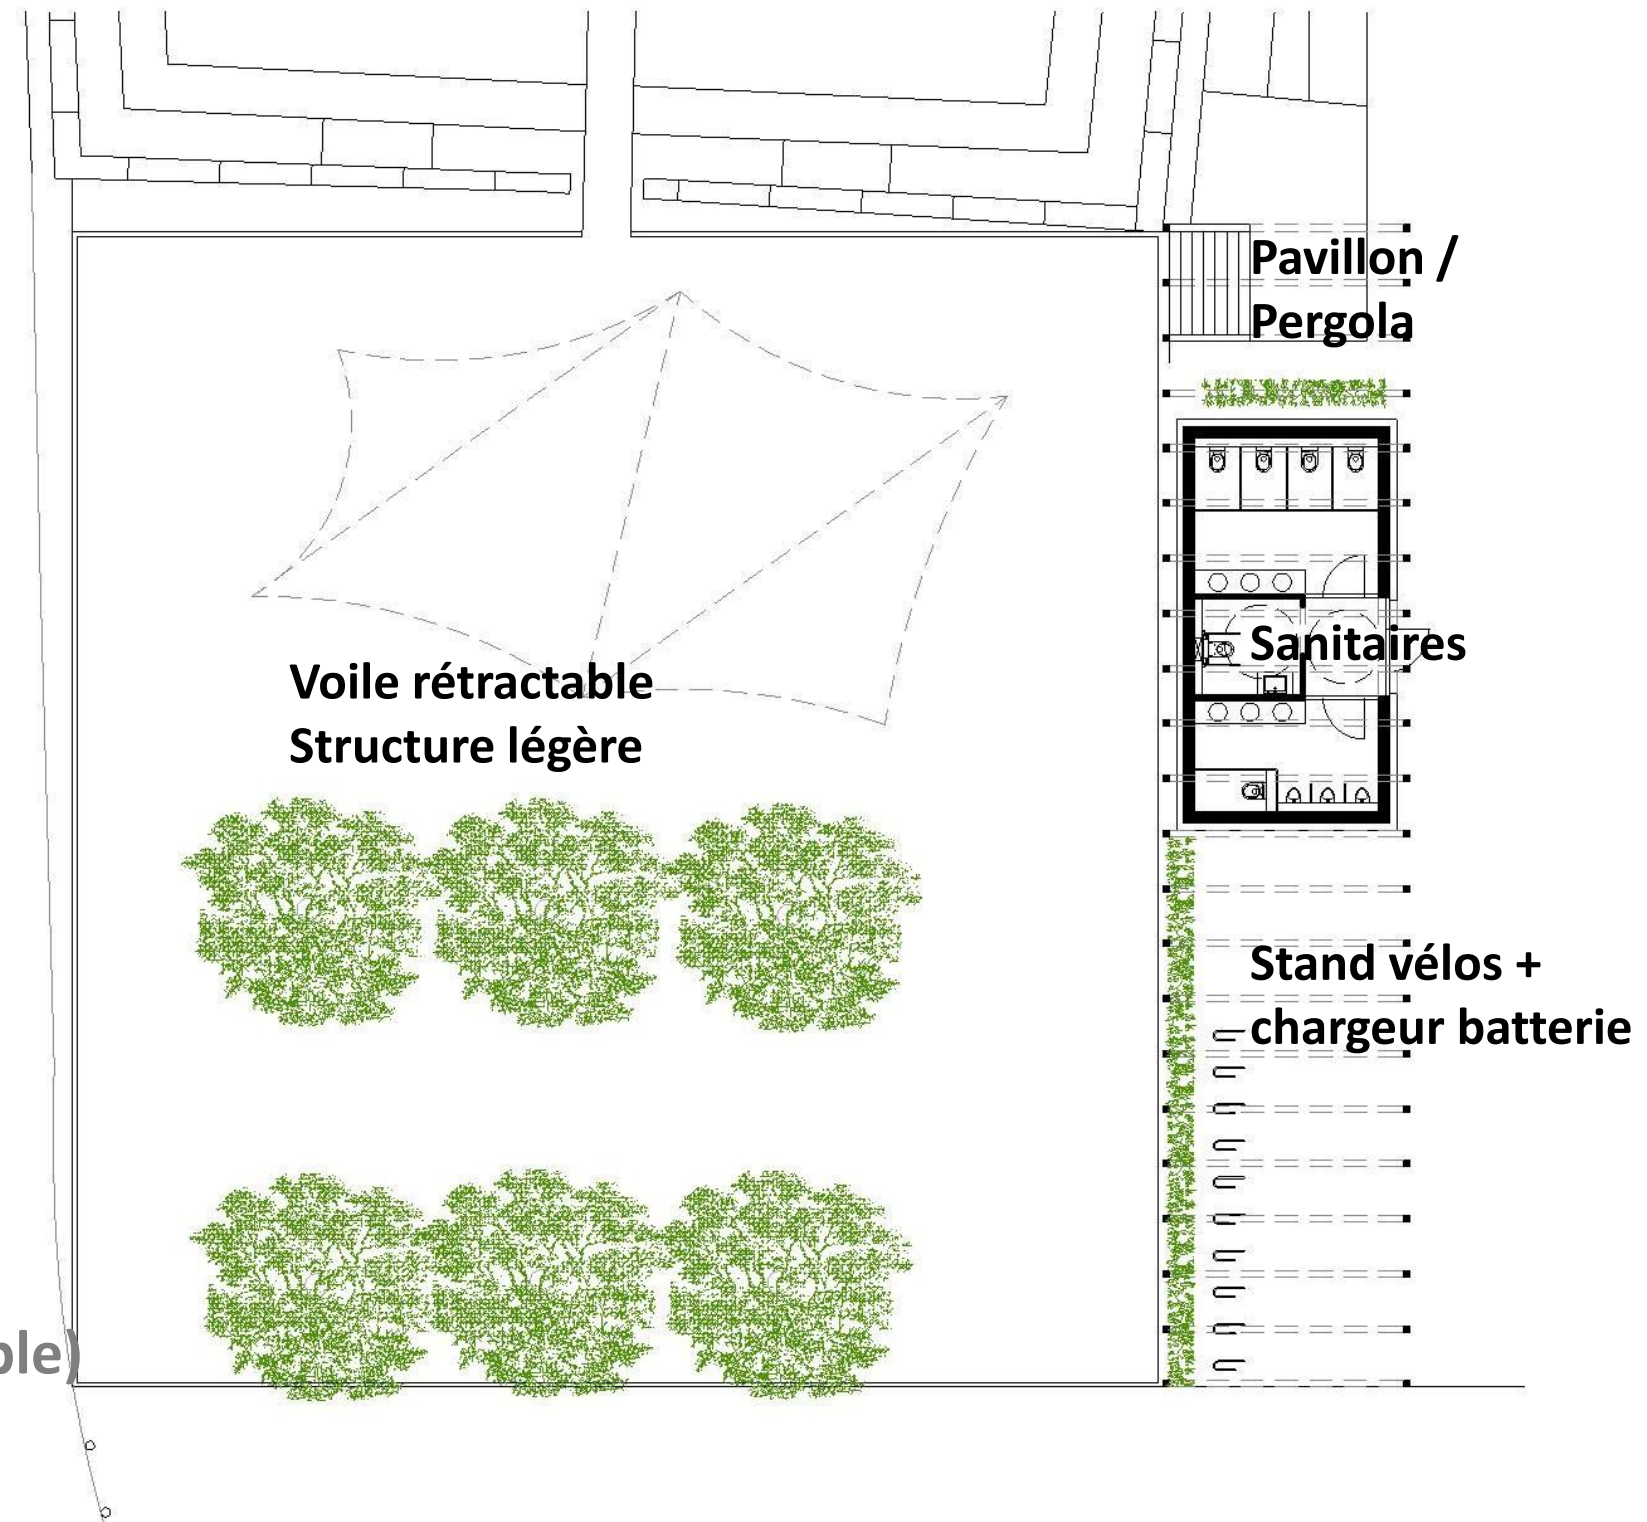 Pavillon /
Pergola
Sanitaires
Voile rétractable
Structure légère
Stand vélos +
chargeur batterie